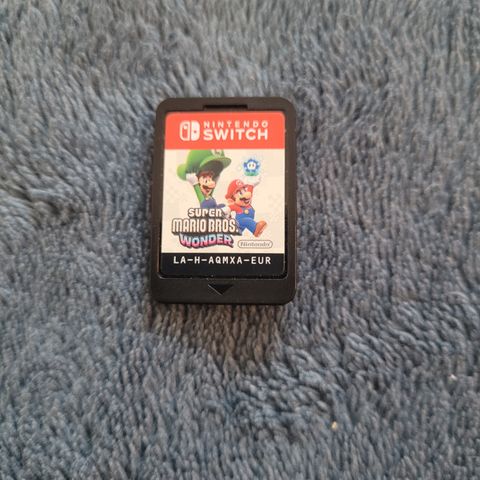 NINTENDO
SWITCH
SUPER
MARIO BROS.
WONDER
Nintendo
LA-H-AQMXA-EUR